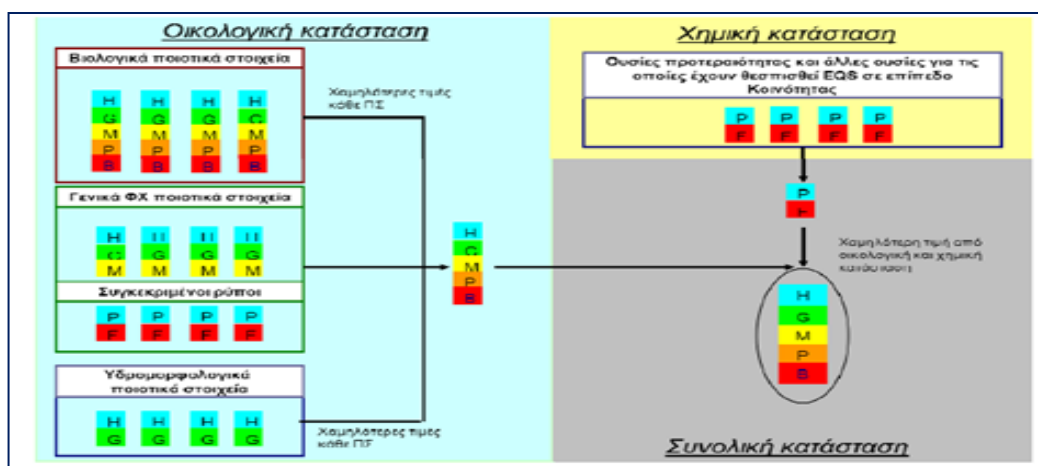 Οικολογική κατάσταση
Βιολογικά ποιοτικά στοιχεία
H H H H
G G G C
M M M M
P P P P
B B B B
Χαμηλότερες τιμές
κάθε ΠΣ
Γενικά ΦΧ ποιοτικά στοιχεία
H H H H
C G G G
M M M M
Συγκεκριμένοι ρύποι
P P P P
F F F F
Υδρομορφολογικά
ποιοτικά στοιχεία
H H H H
G G G G
Χαμηλότερες τιμές
κάθε ΠΣ
H
C
M
P
B
Χημική κατάσταση
Ουσίες προτεραιότητας και άλλες ουσίες για τις
οποίες έχουν θεσπισθεί EQS σε επίπεδο
Κοινότητας
P P P P
F F F F
P
F
Χαμηλότερη τιμή από
οικολογική και χημική
κατάσταση
H
G
M
P
B
Συνολική κατάσταση